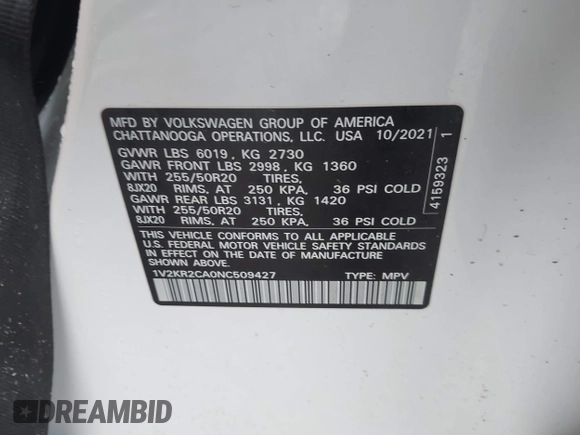 MFD BY VOLKSWAGEN GROUP OF AMERICA
CHATTANOOGA OPERATIONS, LLC. USA 10/2021
GVWR LBS 6019, KG 2730
GAWR FRONT LBS 2998, KG 1360
WITH 255/50R20 TIRES,
8JX20 RIMS, AT 250 KPA, 36 PSI COLD
GAWR REAR LBS 3131, KG 1420
WITH 255/50R20 TIRES,
8JX20 RIMS, AT 250 KPA, 36 PSI COLD
THIS VEHICLE CONFORMS TO ALL APPLICABLE
U.S. FEDERAL MOTOR VEHICLE SAFETY STANDARDS
IN EFFECT ON THE DATE OF MANUFACTURE
SHOWN ABOVE.
1V2KR2CA0NC509427 TYPE: MPV
4159323 1
DREAMBID